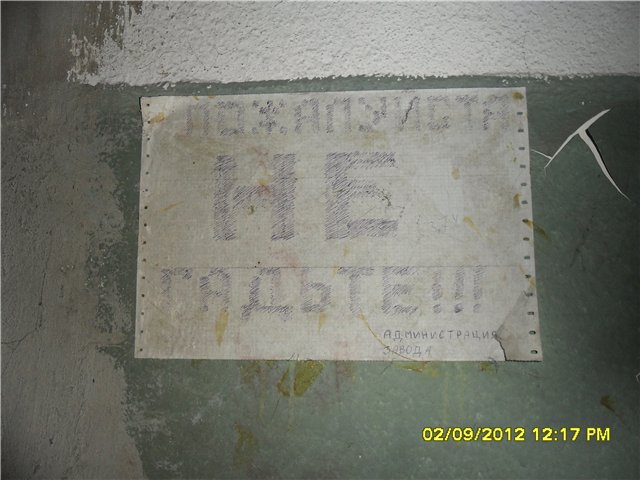 ПОЖАЛУЙСТА
НЕ
ГАДЬТЕ!!!
АДМИНИСТРАЦИЯ
ЗАВОДА
02/09/2012 12:17 PM